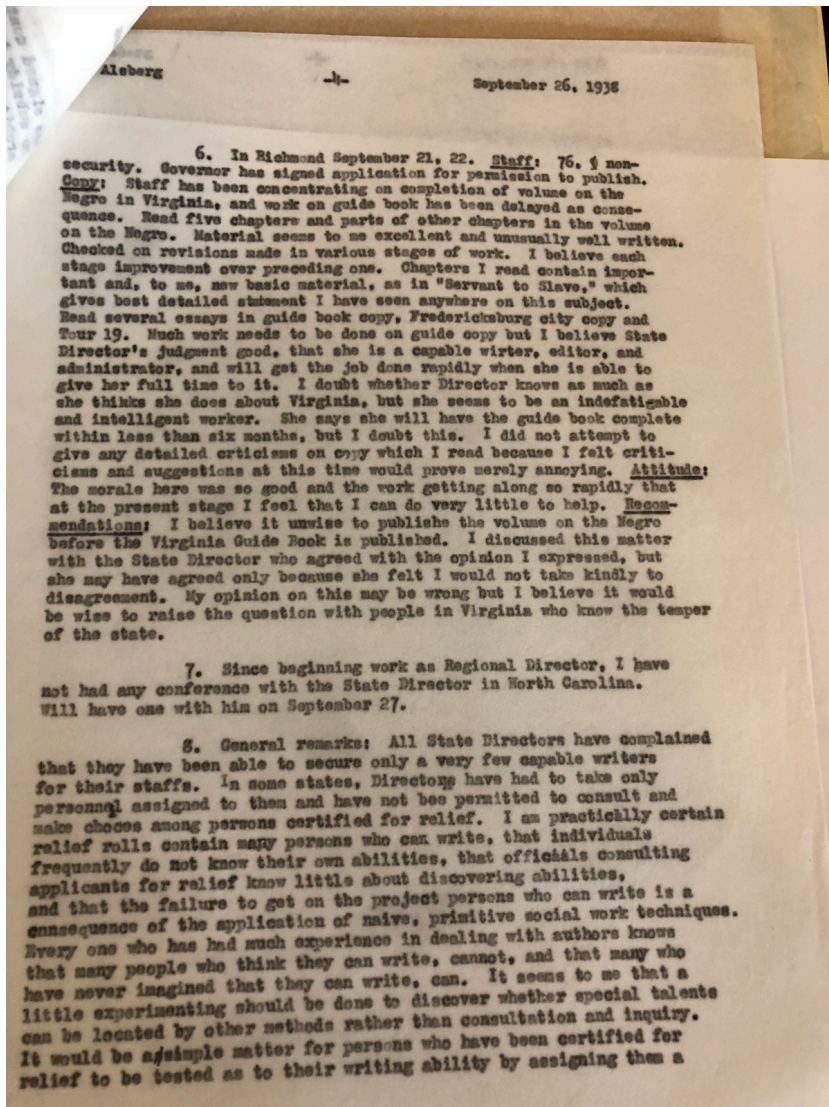 Alsberg -4- September 26, 1938
6. In Richmond September 21, 22. Staff: 76. 9 non-
security. Governor has signed application for permission to publish.
Copy: Staff has been concentrating on completion of volume on the
Negro in Virginia, and work on guide book has been delayed as conse-
quence. Read five chapters and parts of other chapters in the volume
on the Negro. Material seems to me excellent and unusually well written.
Checked on revisions made in various stages of work. I believe each
stage improvement over preceding one. Chapters I read contain impor-
tant and, to me, new basic material, as in "Servant to Slave," which
gives best detailed statement I have seen anywhere on this subject.
Read several essays in guide book copy, Fredericksburg city copy and
Tour 19. Much work needs to be done on guide copy but I believe State
Director's judgment good, that she is a capable wirter, editor, and
administrator, and will get the job done rapidly when she is able to
give her full time to it. I doubt whether Director knows as much as
she thihks she does about Virginia, but she seems to be an indefatigable
and intelligent worker. She says she will have the guide book complete
within less than six months, but I doubt this. I did not attempt to
give any detailed crticisms on copy which I read because I felt criti-
cisms and suggestions at this time would prove merely annoying. Attitude:
The morale here was so good and the work getting along so rapidly that
at the present stage I feel that I can do very little to help. Recom-
mendations: I believe it unwise to publishe the volume on the Negro
before the Virginia Guide Book is published. I discussed this matter
with the State Director who agreed with the opinion I expressed, but
she may have agreed only because she felt I would not take kindly to
disagreement. My opinion on this may be wrong but I believe it would
be wise to raise the question with people in Virginia who know the temper
of the state.
7. Since beginning work as Regional Director, I have
not had any conference with the State Director in North Carolina.
Will have one with him on September 27.
8. General remarks: All State Directors have complained
that they have been able to secure only a very few capable writers
for their staffs. In some states, Directors have had to take only
personnel assigned to them and have not bee permitted to consult and
make choces among persons certified for relief. I am practically certain
relief rolls contain many persons who can write, that individuals
frequently do not know their own abilities, that officials consulting
applicants for relief know little about discovering abilities,
and that the failure to get on the project persons who can write is a
consequence of the application of naive, primitive social work techniques.
Every one who has had much experience in dealing with authors knows
that many people who think they can write, cannot, and that many who
have never imagined that they can write, can. It seems to me that a
little experimenting should be done to discover whether special talents
can be located by other methods rather than consultation and inquiry.
It would be a simple matter for persons who have been certified for
relief to be tested as to their writing ability by assigning them a